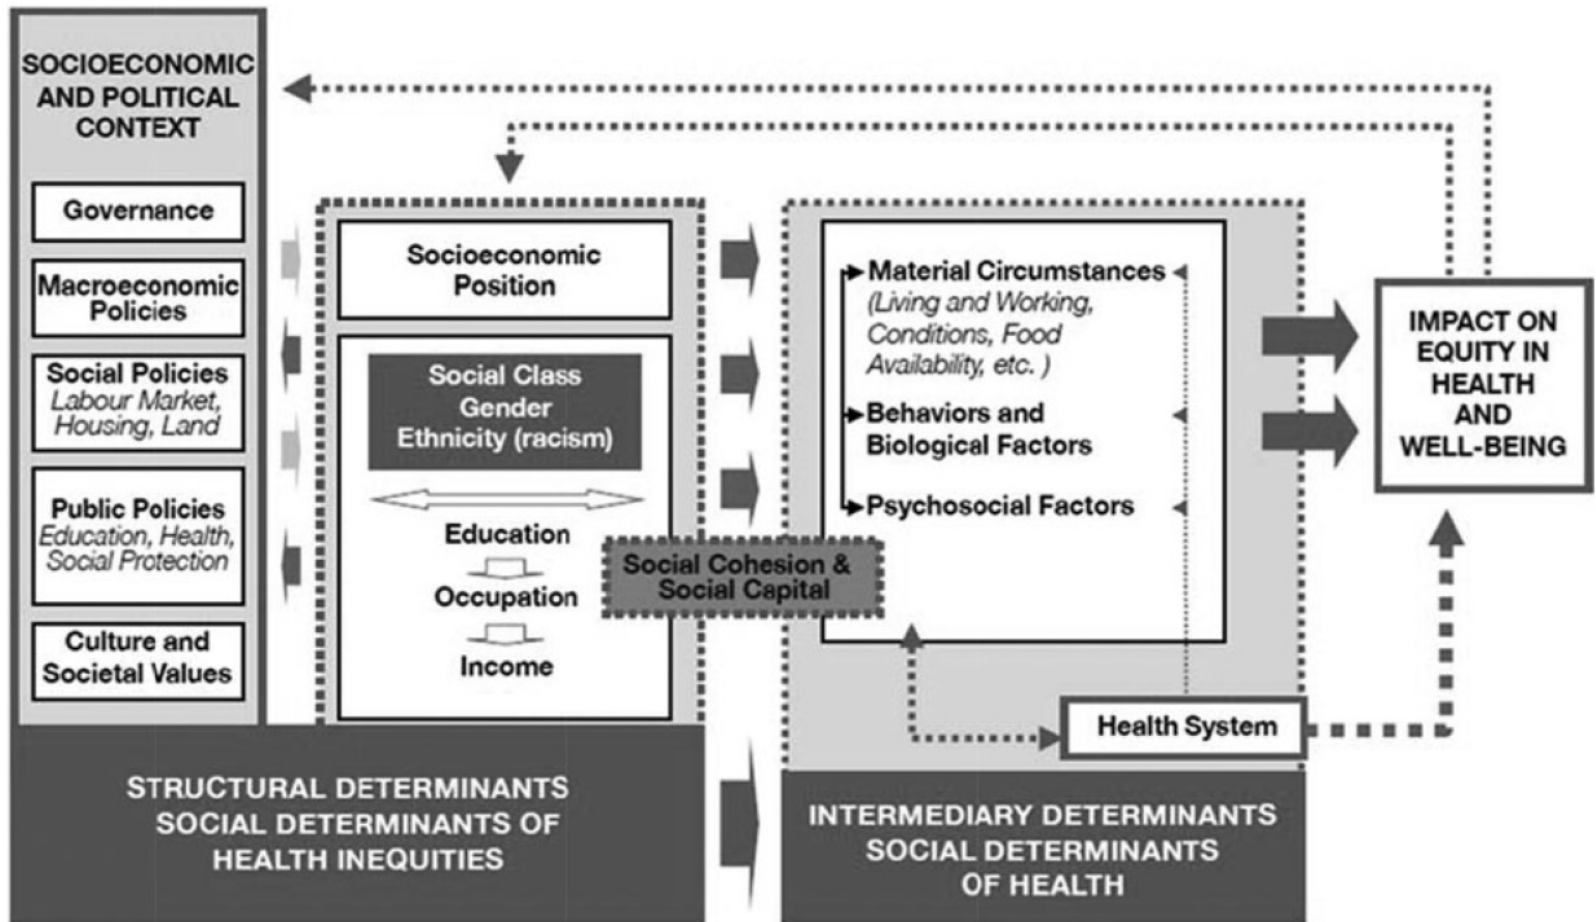 SOCIOECONOMIC
AND POLITICAL
CONTEXT
Governance
Macroeconomic
Policies
Social Policies
Labour Market,
Housing, Land
Public Policies
Education, Health,
Social Protection
Culture and
Societal Values
Socioeconomic
Position
Social Class
Gender
Ethnicity (racism)
Education
Occupation
Income
Social Cohesion &
Social Capital
Material Circumstances
(Living and Working,
Conditions, Food
Availability, etc. )
Behaviors and
Biological Factors
Psychosocial Factors
Health System
IMPACT ON
EQUITY IN
HEALTH
AND
WELL-BEING
STRUCTURAL DETERMINANTS
SOCIAL DETERMINANTS OF
HEALTH INEQUITIES
INTERMEDIARY DETERMINANTS
SOCIAL DETERMINANTS
OF HEALTH